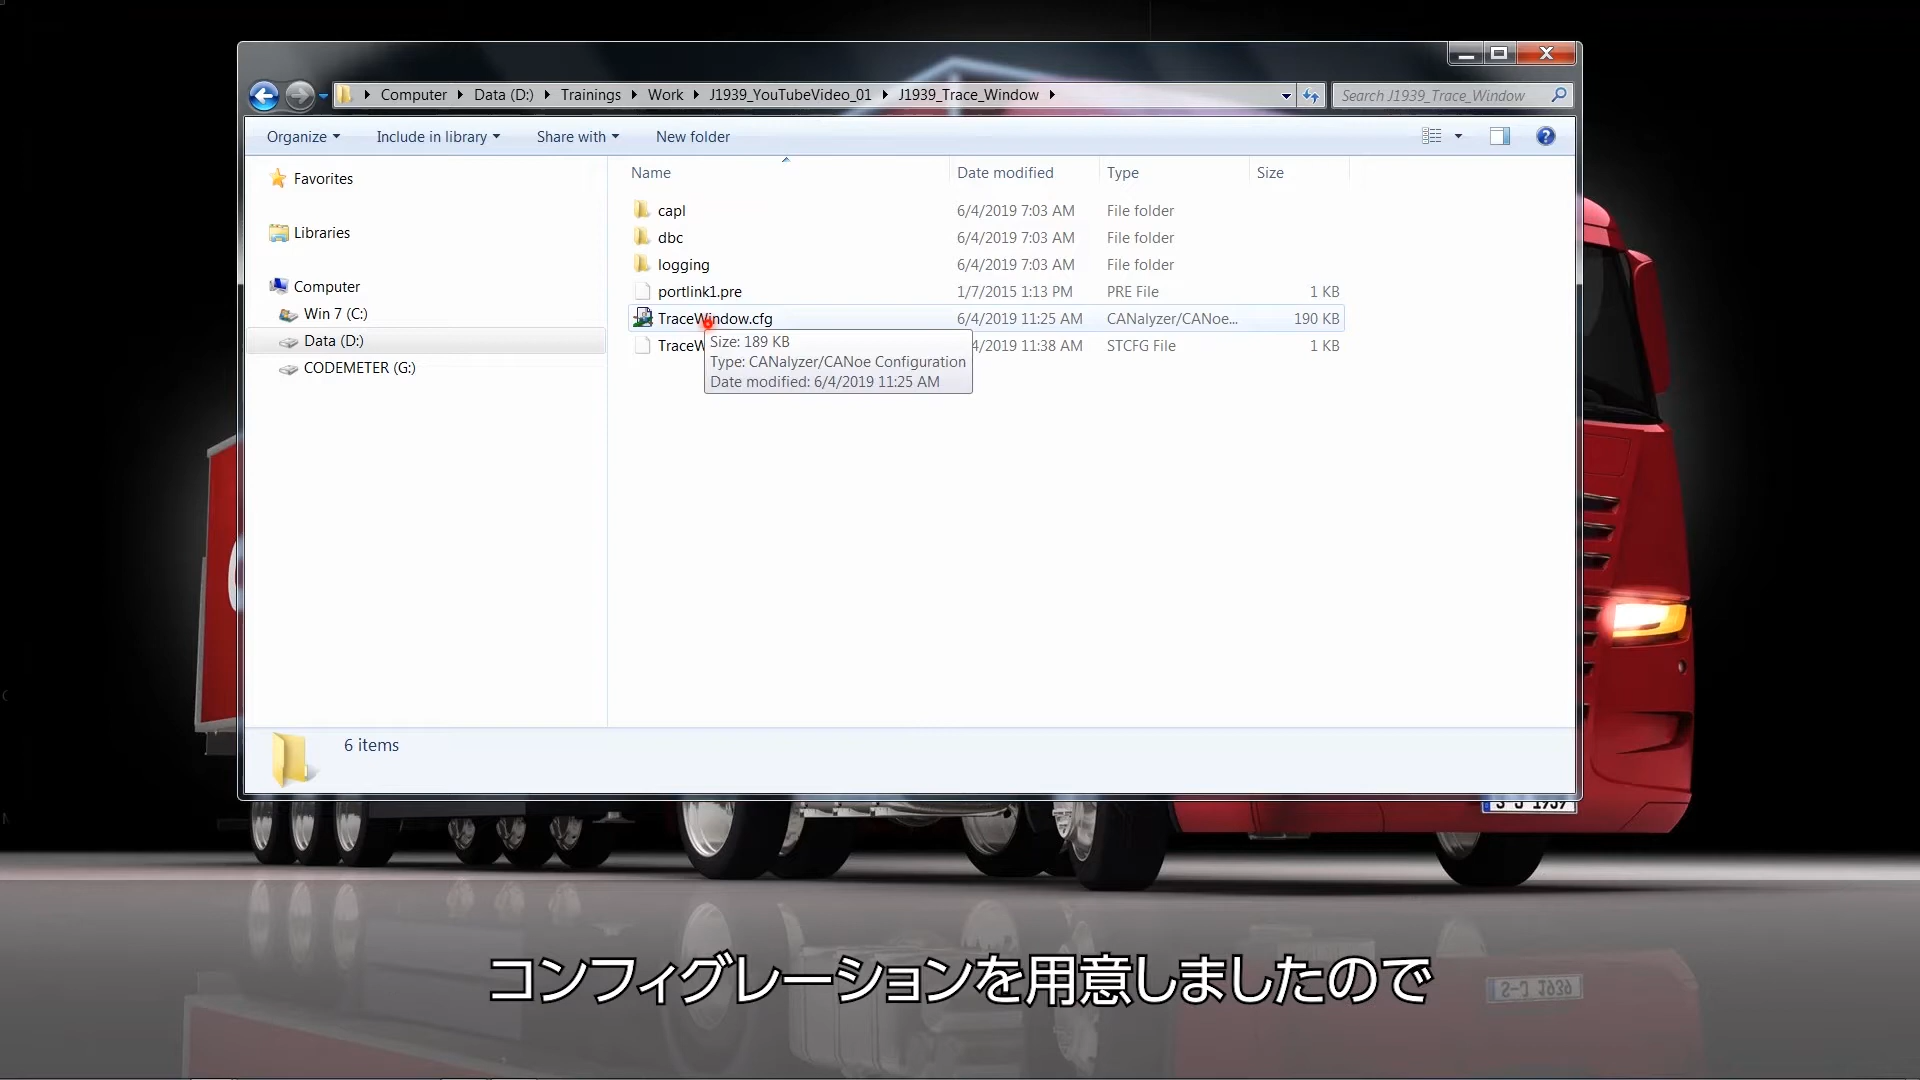 Computer Data (D:) Trainings Work J1939_YouTubeVideo_01 J1939_Trace_Window
Search J1939_Trace_Window
Organize Include in library Share with New folder
Favorites
Libraries
Computer
Win 7 (C:)
Data (D:)
CODEMETER (G:)
Name Date modified Type Size
capl 6/4/2019 7:03 AM File folder
dbc 6/4/2019 7:03 AM File folder
logging 6/4/2019 7:03 AM File folder
portlink1.pre 1/7/2015 1:13 PM PRE File 1 KB
TraceWindow.cfg 6/4/2019 11:25 AM CANalyzer/CANoe... 190 KB
11:38 AM STCFG File 1 KB
Size: 189 KB
Type: CANalyzer/CANoe Configuration
Date modified: 6/4/2019 11:25 AM
6 items
S-J 1939
コンフィグレーションを用意しましたので